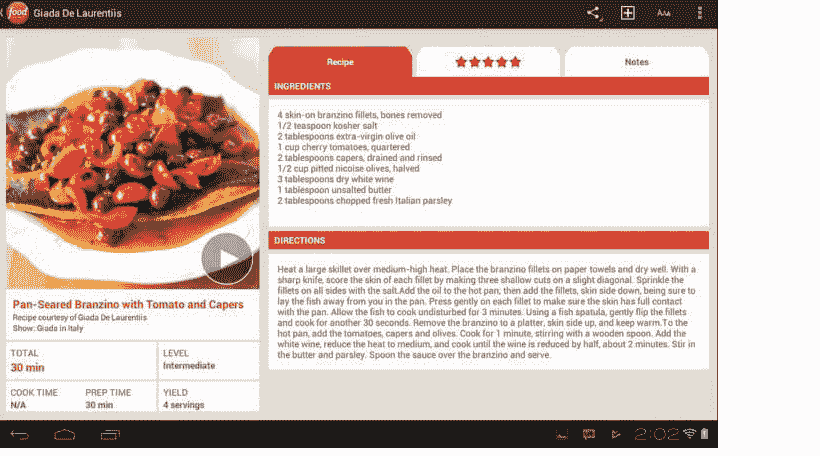 food
Giada De Laurentiis
Recipe
Notes
INGREDIENTS
4 skin-on branzino fillets, bones removed
1/2 teaspoon kosher salt
2 tablespoons extra-virgin olive oil
1 cup cherry tomatoes, quartered
2 tablespoons capers, drained and rinsed
1/2 cup pitted nicoise olives, halved
3 tablespoons dry white wine
1 tablespoon unsalted butter
2 tablespoons chopped fresh Italian parsley
DIRECTIONS
Heat a large skillet over medium-high heat. Place the branzino fillets on paper towels and dry well. With a
sharp knife, score the skin of each fillet by making three shallow cuts on a slight diagonal. Sprinkle the
fillets on all sides with the salt.Add the oil to the hot pan, then add the fillets, skin side down, being sure to
lay the fish away from you in the pan. Press gently on each fillet to make sure the skin has full contact
with the pan. Allow the fish to cook undisturbed for 3 minutes. Using a fish spatula, gently flip the fillets
and cook for another 30 seconds. Remove the branzino to a platter, skin side up, and keep warm.To the
hot pan, add the tomatoes, capers and olives. Cook for 1 minute, stirring with a wooden spoon. Add the
white wine, reduce the heat to medium, and cook until the wine is reduced by half, about 2 minutes. Stir in
the butter and parsley. Spoon the sauce over the branzino and serve.
Pan-Seared Branzino with Tomato and Capers
Recipe courtesy of Giada De Laurentiis
Show: Giada in Italy
TOTAL
30 min
LEVEL
Intermediate
COOK TIME
N/A
PREP TIME
30 min
YIELD
4 servings
2:02